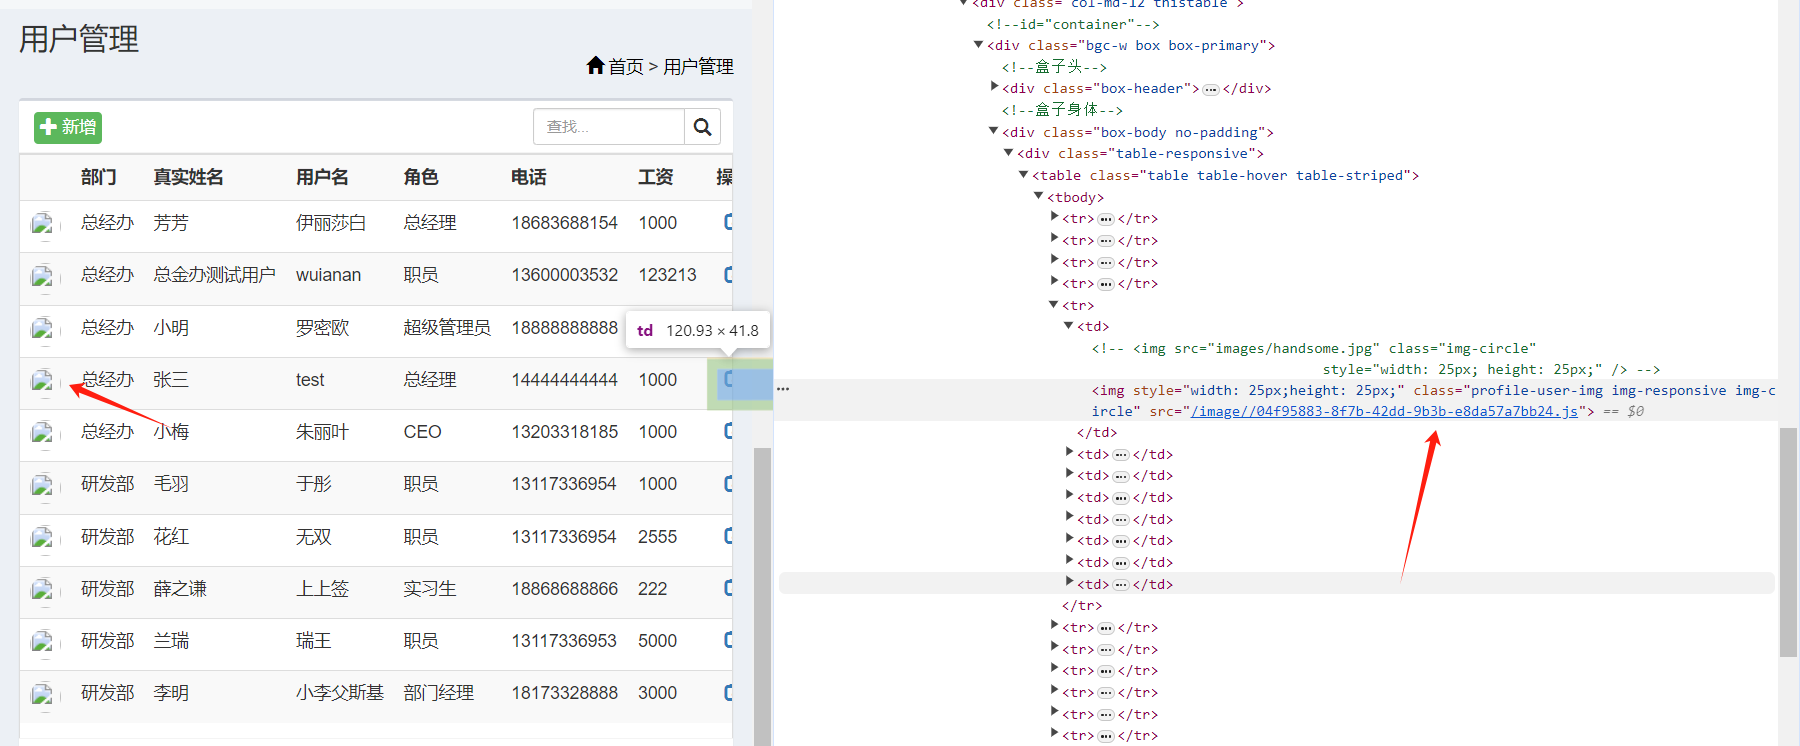 用户管理
首页 > 用户管理
新增
查找...
部门 真实姓名 用户名 角色 电话 工资
总经办 芳芳 伊丽莎白 总经理 18683688154 1000
总经办 总金办测试用户 wuianan 职员 13600003532 123213
总经办 小明 罗密欧 超级管理员 18888888888
td 120.93 × 41.8
总经办 张三 test 总经理 14444444444 1000
总经办 小梅 朱丽叶 CEO 13203318185 1000
研发部 毛羽 于彤 职员 13117336954 1000
研发部 花红 无双 职员 13117336954 2555
研发部 薛之谦 上上签 实习生 18868688866 222
研发部 兰瑞 瑞王 职员 13117336953 5000
研发部 李明 小李父斯基 部门经理 18173328888 3000
<div class="col-md-12 thistable">
<!--id="container"-->
<div class="bgc-w box box-primary">
<!--盒子头-->
<div class="box-header">…</div>
<!--盒子身体-->
<div class="box-body no-padding">
<div class="table-responsive">
<table class="table table-hover table-striped">
<tbody>
<tr>…</tr>
<tr>…</tr>
<tr>…</tr>
<tr>…</tr>
<tr>
<td>
<!-- <img src="images/handsome.jpg" class="img-circle"
style="width: 25px; height: 25px;" /> -->
<img style="width: 25px;height: 25px;" class="profile-user-img img-responsive img-c
ircle" src="/image//04f95883-8f7b-42dd-9b3b-e8da57a7bb24.js"> == $0
</td>
<td>…</td>
<td>…</td>
<td>…</td>
<td>…</td>
<td>…</td>
<td>…</td>
<td>…</td>
</tr>
<tr>…</tr>
<tr>…</tr>
<tr>…</tr>
<tr>…</tr>
<tr>…</tr>
<tr>…</tr>